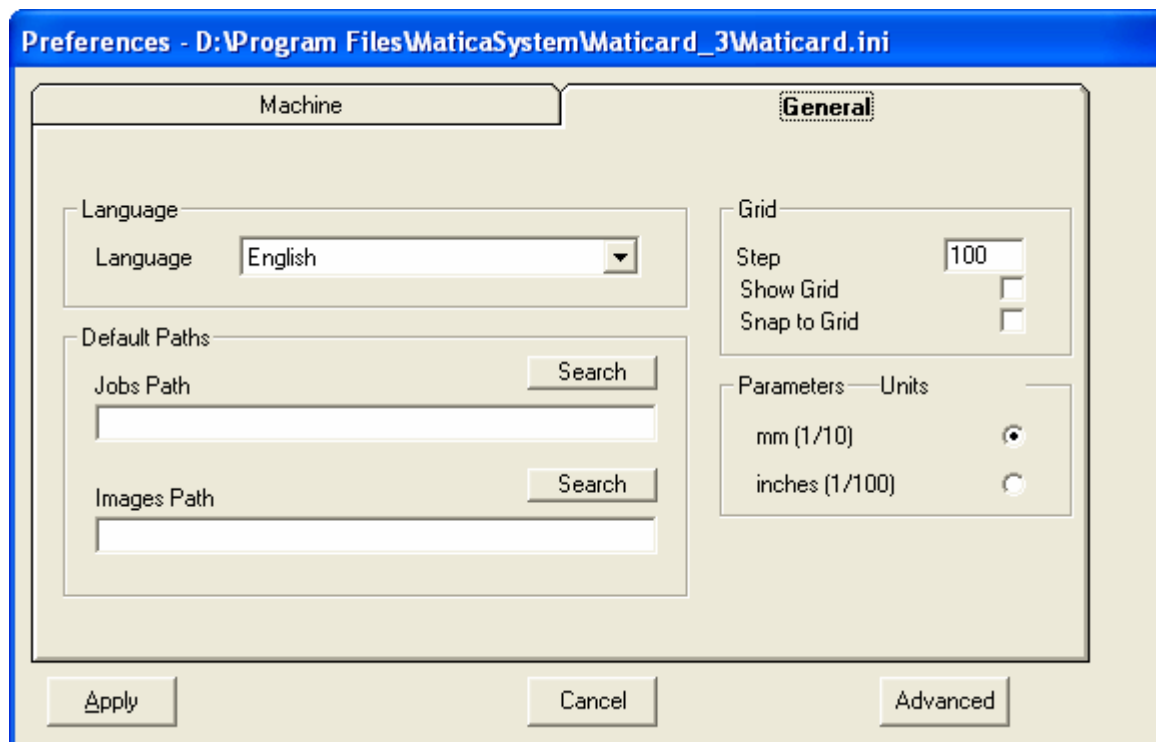 Preferences - D:\Program Files\MaticaSystem\Maticard_3\Maticard.ini
Machine
General
Language
Language
English
Default Paths
Jobs Path
Search
Images Path
Search
Grid
Step
100
Show Grid
Snap to Grid
Parameters Units
mm (1/10)
inches (1/100)
Apply
Cancel
Advanced